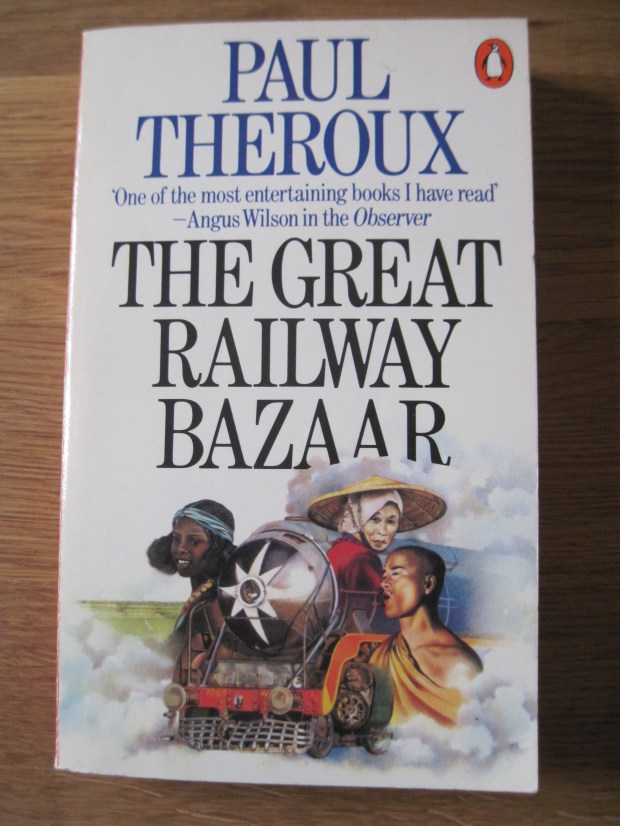 PAUL
THEROUX
'One of the most entertaining books I have read'
—Angus Wilson in the Observer
THE GREAT
RAILWAY
BAZAAR